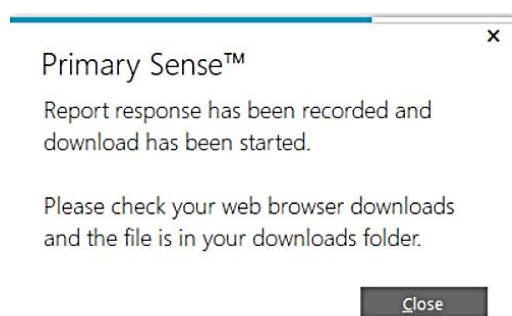 ×
Primary Sense™
Report response has been recorded and
download has been started.
Please check your web browser downloads
and the file is in your downloads folder.
Close